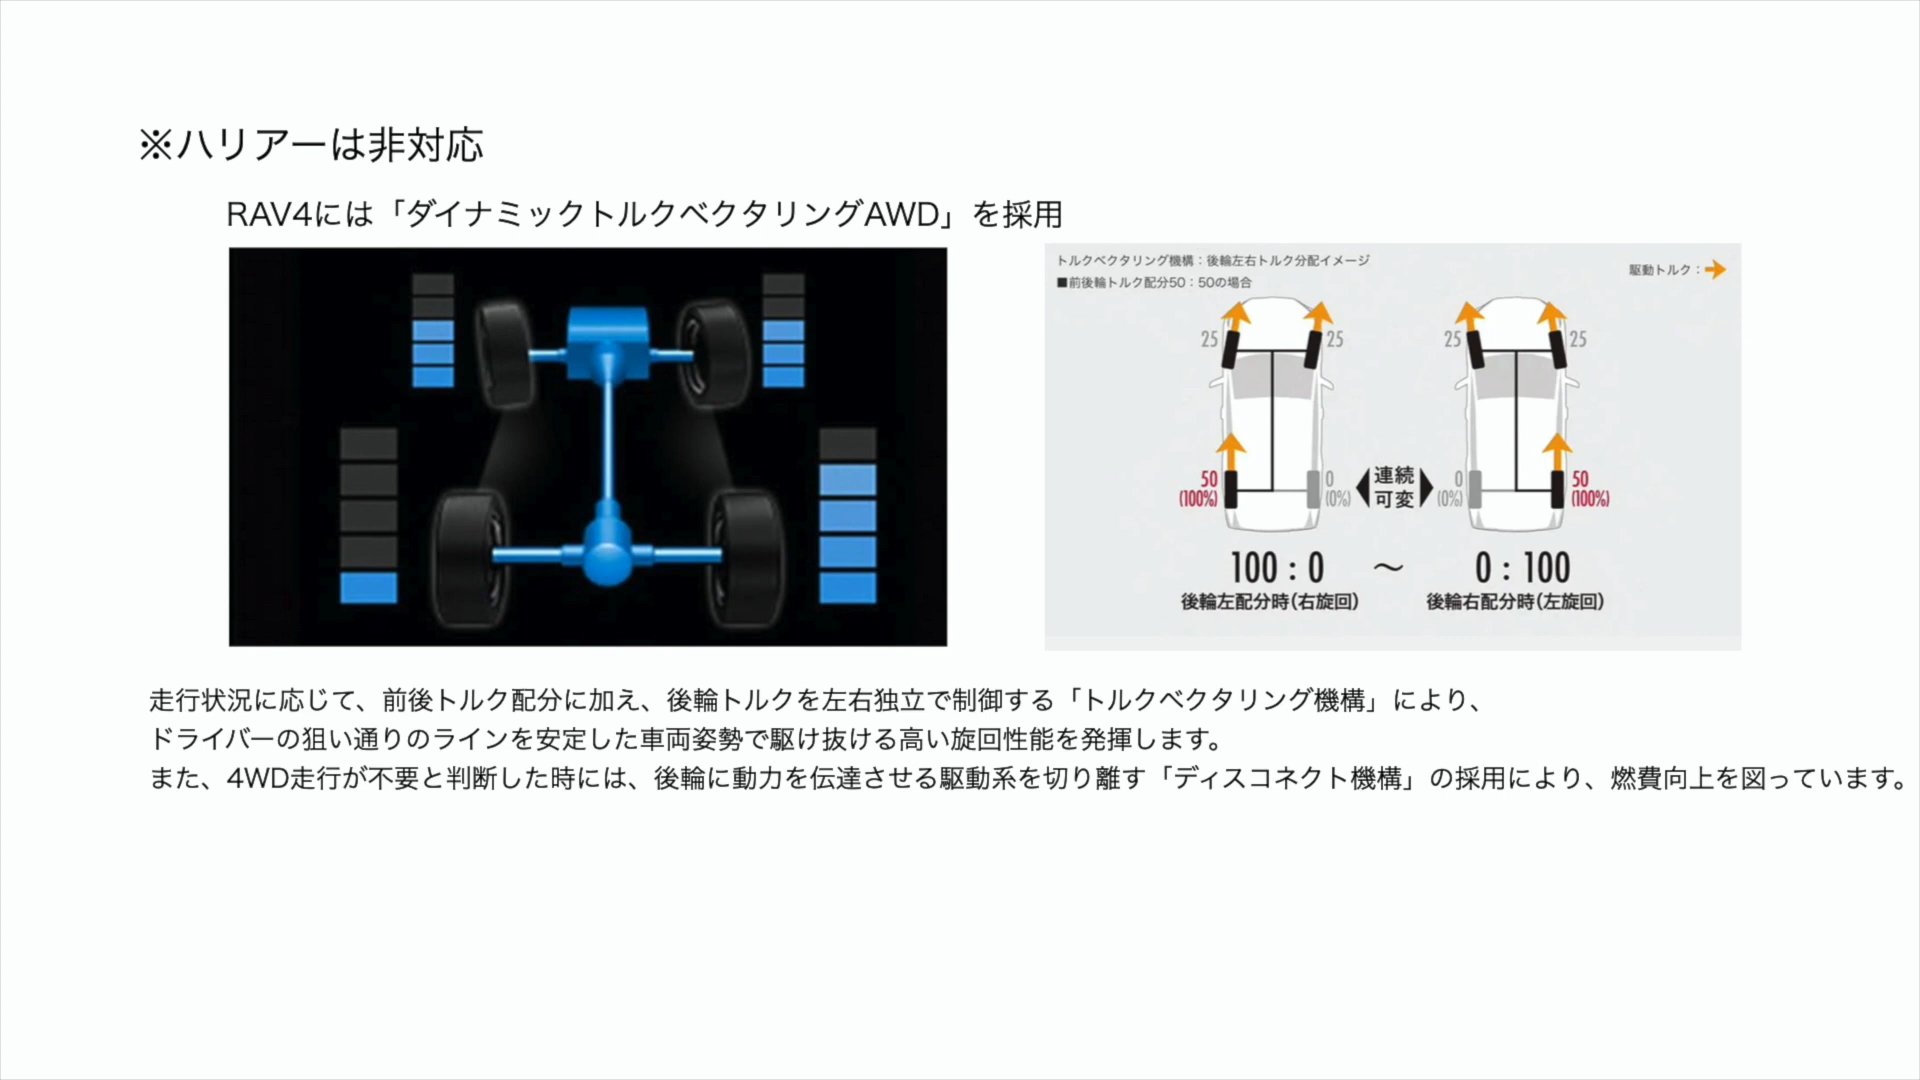 ※ハリアーは非対応
RAV4には「ダイナミックトルクベクタリングAWD」を採用
トルクベクタリング機構：後輪左右トルク分配イメージ
■前後輪トルク配分50：50の場合
駆動トルク：
25 25 25 25
50 0 0 50
(100%) (0%) (0%) (100%)
連続
可変
100：0 ～ 0：100
後輪左配分時(右旋回) 後輪右配分時(左旋回)
走行状況に応じて、前後トルク配分に加え、後輪トルクを左右独立で制御する「トルクベクタリング機構」により、
ドライバーの狙い通りのラインを安定した車両姿勢で駆け抜ける高い旋回性能を発揮します。
また、4WD走行が不要と判断した時には、後輪に動力を伝達させる駆動系を切り離す「ディスコネクト機構」の採用により、燃費向上を図っています。